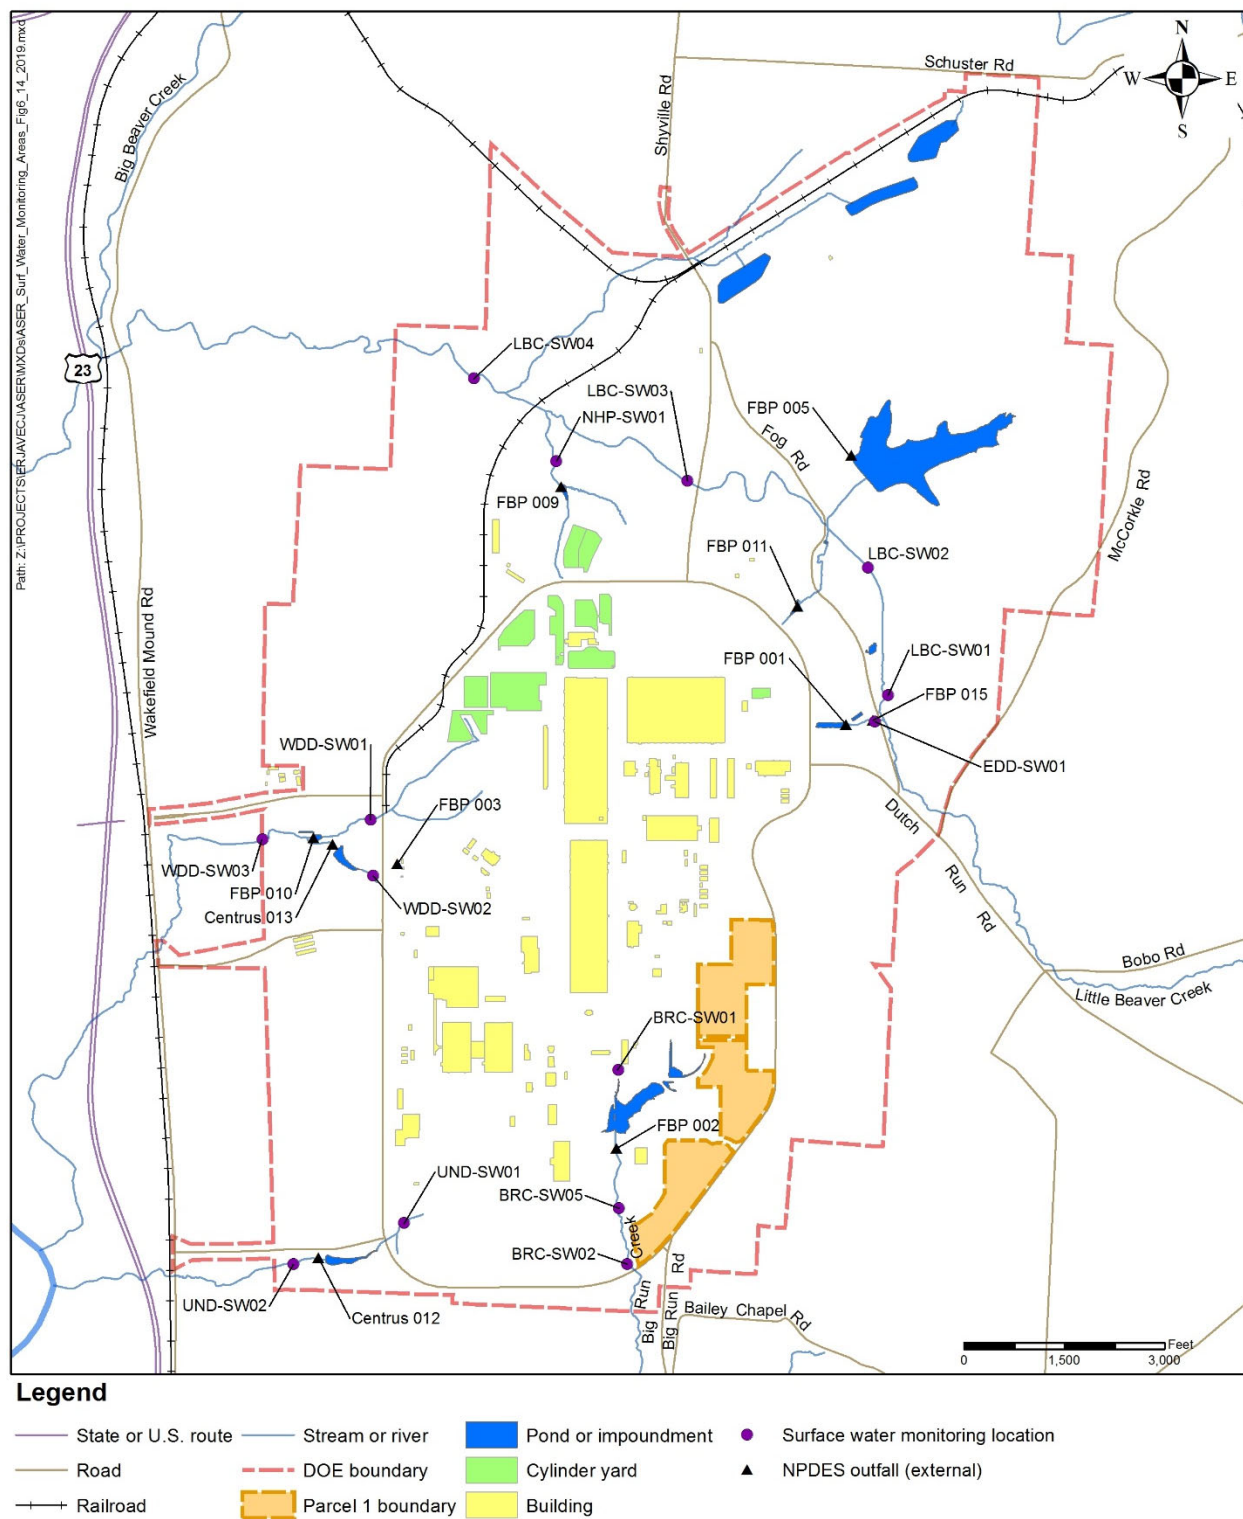 Path: Z:\PROJECTS\ERJAVECJ\ASER\MXDs\ASER_Surf_Water_Monitoring_Areas_Fig6_14_2019.mxd
N
W
E
S
Schuster Rd
Shyville Rd
Big Beaver Creek
23
LBC-SW04
LBC-SW03
NHP-SW01
FBP 005
Fog Rd
McCorkle Rd
FBP 009
FBP 011
LBC-SW02
Wakefield Mound Rd
FBP 001
LBC-SW01
FBP 015
EDD-SW01
WDD-SW01
FBP 003
Dutch Run Rd
WDD-SW03
FBP 010
Centrus 013
WDD-SW02
Bobo Rd
Little Beaver Creek
BRC-SW01
FBP 002
UND-SW01
BRC-SW05
BRC-SW02
Big Run Creek
Big Run Rd
Bailey Chapel Rd
UND-SW02
Centrus 012
Feet
0 1,500 3,000
Legend
State or U.S. route
Stream or river
Pond or impoundment
Surface water monitoring location
Road
DOE boundary
Cylinder yard
NPDES outfall (external)
Railroad
Parcel 1 boundary
Building